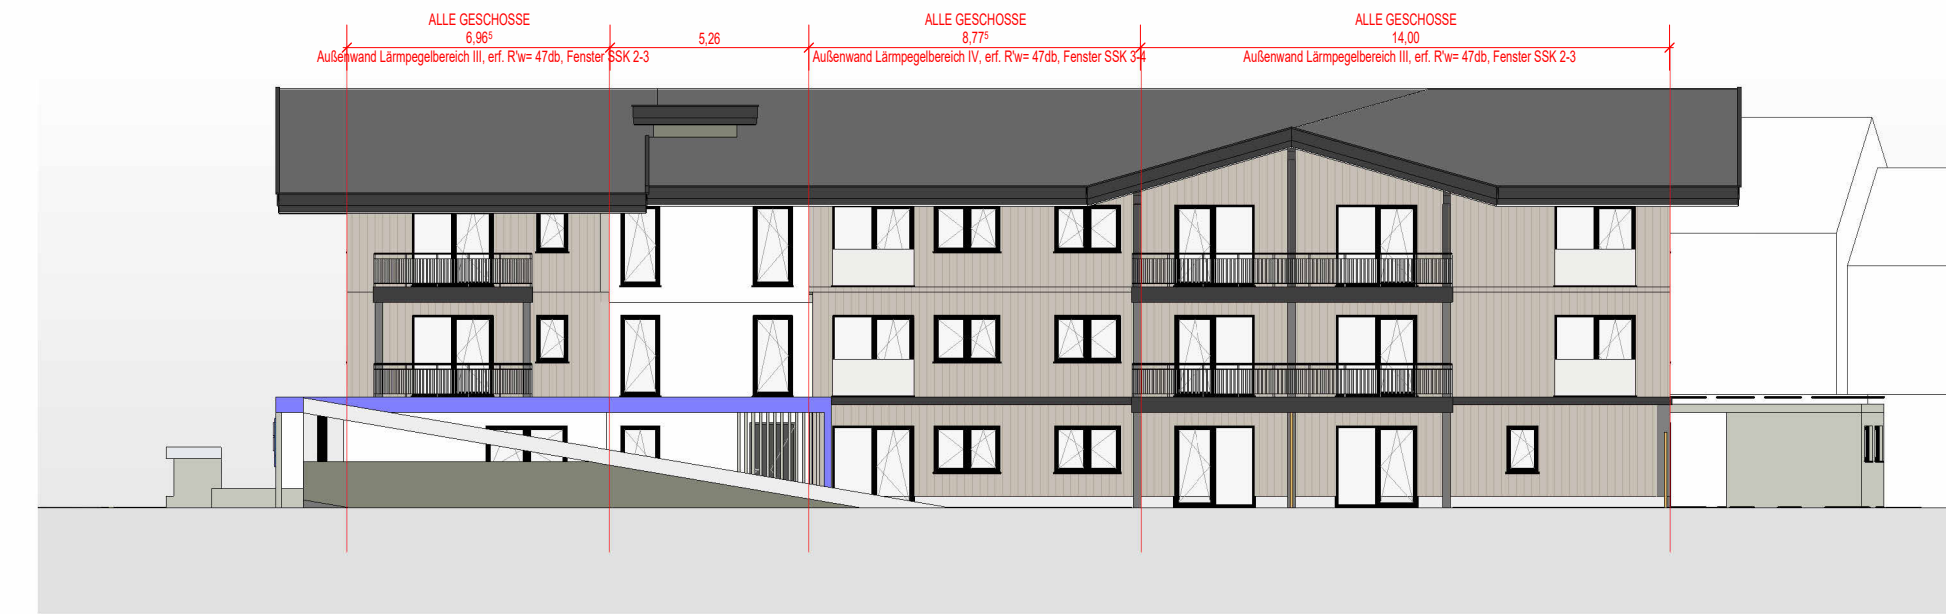 ALLE GESCHOSSE
6,96⁵
Außenwand Lärmpegelbereich III, erf. R'w= 47db, Fenster SSK 2-3
5,26
ALLE GESCHOSSE
8,77⁵
Außenwand Lärmpegelbereich IV, erf. R'w= 47db, Fenster SSK 3-4
ALLE GESCHOSSE
14,00
Außenwand Lärmpegelbereich III, erf. R'w= 47db, Fenster SSK 2-3